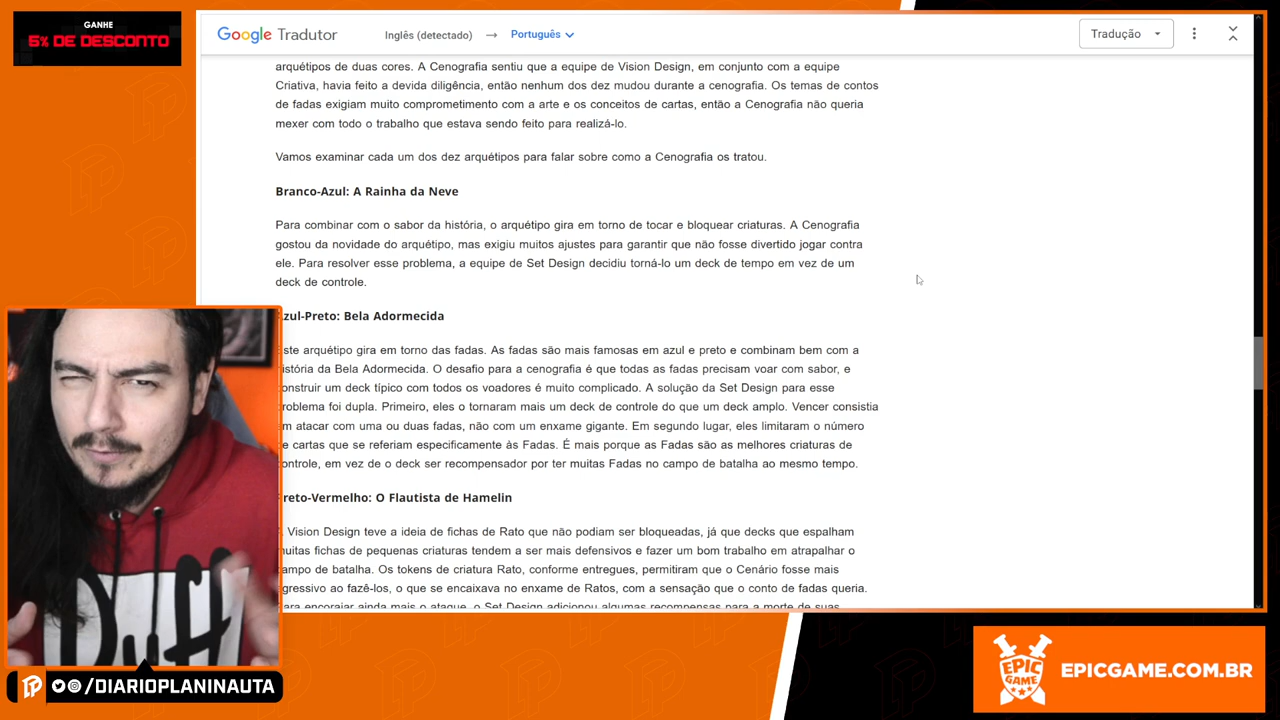 GANHE
5% DE DESCONTO
Google Tradutor
Inglês (detectado)
Português
Tradução
arquétipos de duas cores. A Cenografia sentiu que a equipe de Vision Design, em conjunto com a equipe
Criativa, havia feito a devida diligência, então nenhum dos dez mudou durante a cenografia. Os temas de contos
de fadas exigiam muito comprometimento com a arte e os conceitos de cartas, então a Cenografia não queria
mexer com todo o trabalho que estava sendo feito para realizá-lo.
Vamos examinar cada um dos dez arquétipos para falar sobre como a Cenografia os tratou.
Branco-Azul: A Rainha da Neve
Para combinar com o sabor da história, o arquétipo gira em torno de tocar e bloquear criaturas. A Cenografia
gostou da novidade do arquétipo, mas exigiu muitos ajustes para garantir que não fosse divertido jogar contra
ele. Para resolver esse problema, a equipe de Set Design decidiu torná-lo um deck de tempo em vez de um
deck de controle.
zul-Preto: Bela Adormecida
ste arquétipo gira em torno das fadas. As fadas são mais famosas em azul e preto e combinam bem com a
istória da Bela Adormecida. O desafio para a cenografia é que todas as fadas precisam voar com sabor, e
onstruir um deck típico com todos os voadores é muito complicado. A solução da Set Design para esse
roblema foi dupla. Primeiro, eles o tornaram mais um deck de controle do que um deck amplo. Vencer consistia
m atacar com uma ou duas fadas, não com um enxame gigante. Em segundo lugar, eles limitaram o número
e cartas que se referiam especificamente às Fadas. É mais porque as Fadas são as melhores criaturas de
ontrole, em vez de o deck ser recompensador por ter muitas Fadas no campo de batalha ao mesmo tempo.
reto-Vermelho: O Flautista de Hamelin
Vision Design teve a ideia de fichas de Rato que não podiam ser bloqueadas, já que decks que espalham
uitas fichas de pequenas criaturas tendem a ser mais defensivos e fazer um bom trabalho em atrapalhar o
ampo de batalha. Os tokens de criatura Rato, conforme entregues, permitiram que o Cenário fosse mais
gressivo ao fazê-los, o que se encaixava no enxame de Ratos, com a sensação que o conto de fadas queria.
ara encorajar ainda mais o ataque, o Set Design adicionou algumas recompensas para a morte de suas
Duff
/DIARIOPLANINAUTA
EPIC
GAME
EPICGAME.COM.BR